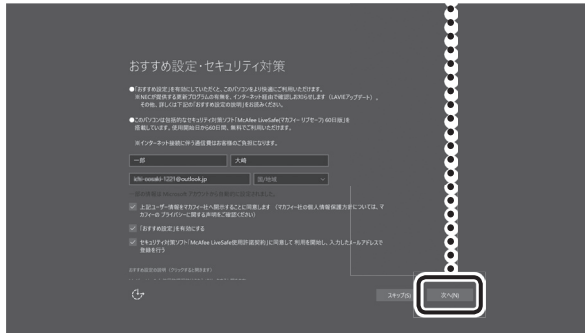 おすすめ設定・セキュリティ対策
●「おすすめ設定」を有効にしていただくと、このパソコンをより快適にご利用いただけます。
※NECが提供する更新プログラムの有無を、インターネット経由で確認しお知らせします（LAVIEアップデート）。
その他、詳しくは下記の「おすすめ設定の説明」をお読みください。
●このパソコンは包括的なセキュリティ対策ソフト「McAfee LiveSafe(マカフィー リブセーフ) 60日版」を
搭載しています。使用開始日から60日間、無料でご利用いただけます。
※インターネット接続に伴う通信費はお客様のご負担になります。
一郎 大崎
ichi-oosaki-1221@outlook.jp 国/地域
上記ユーザー情報をマカフィー社へ開示することに同意します （マカフィー社の個人情報保護方針については、マ
カフィーの プライバシーに関する声明をご確認ください）
「おすすめ設定」を有効にする
セキュリティ対策ソフト「McAfee LiveSafe使用許諾契約」に同意して 利用を開始し、入力したメールアドレスで
登録を行う
おすすめ設定の説明 （クリックすると開きます）
スキップ(S) 次へ(N)